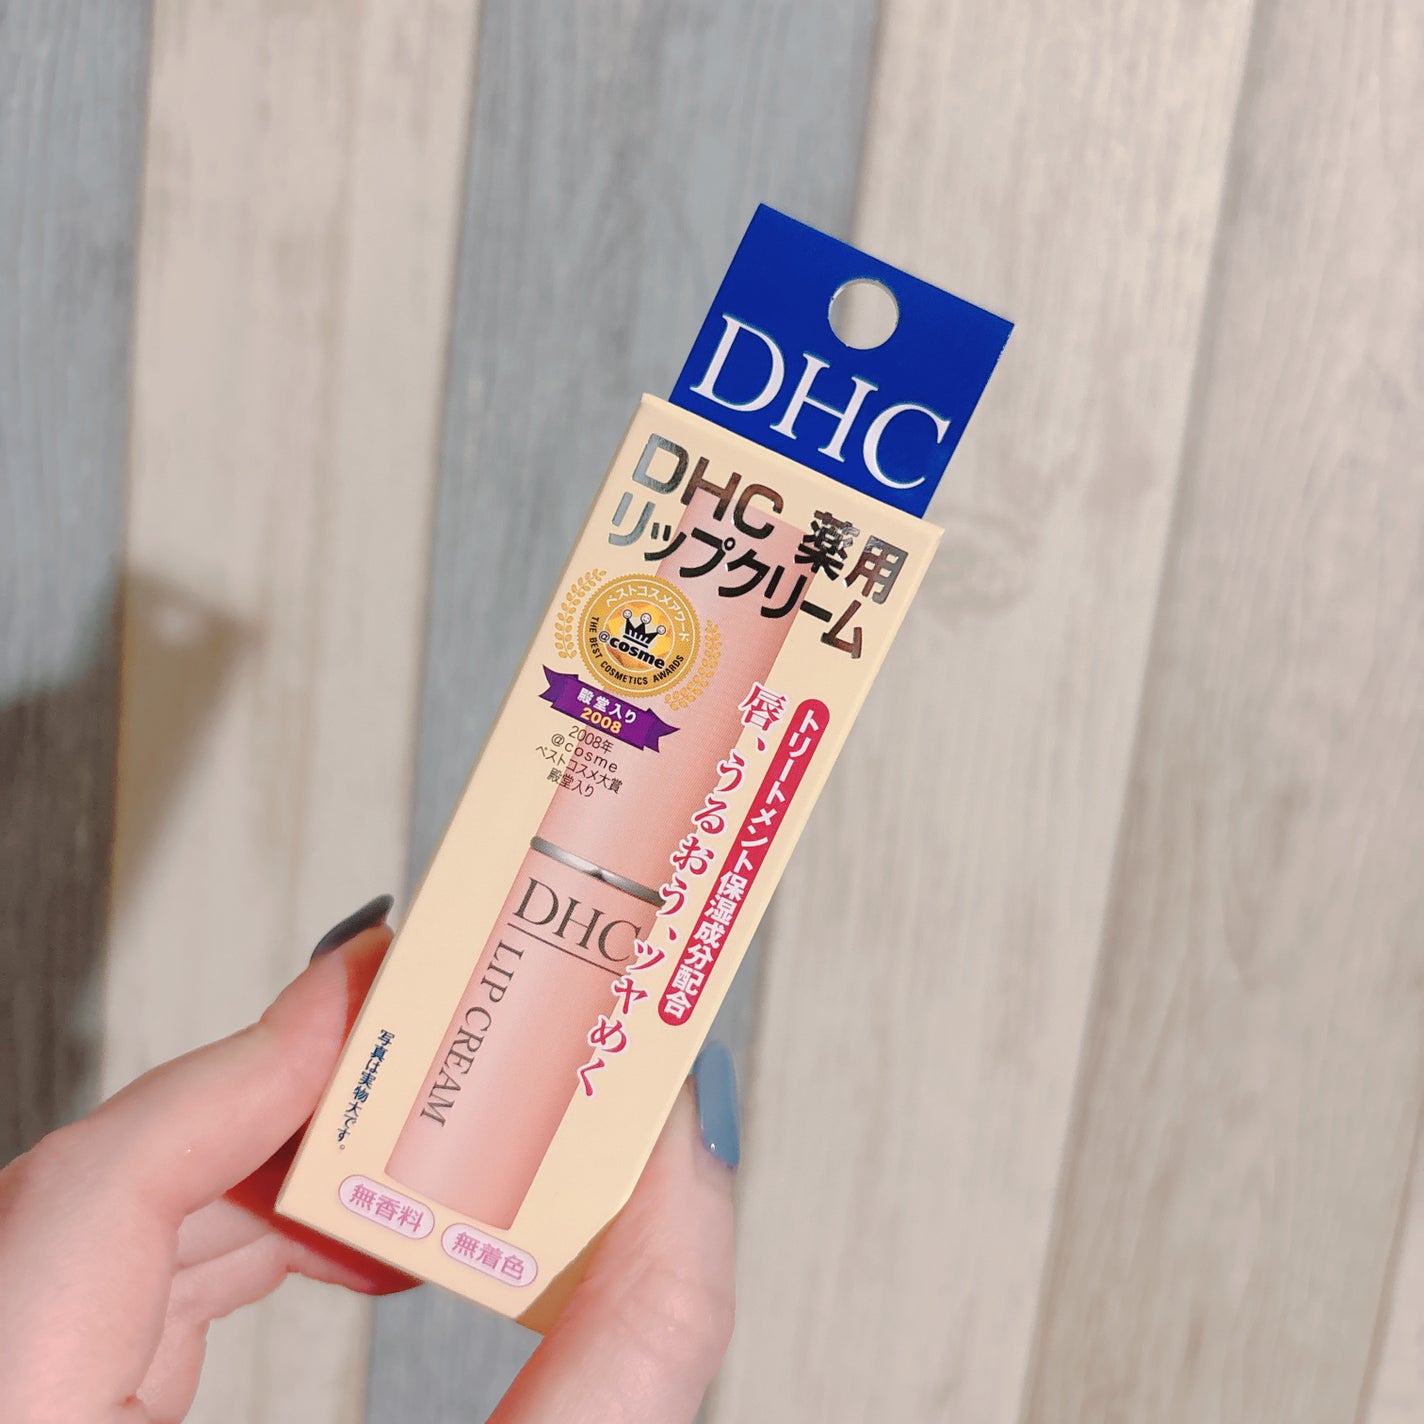 DHC
DHC 薬用
リップクリーム
ベストコスメアワード
@cosme
THE BEST COSMETICS AWARDS
殿堂入り
2008
2008年
@cosme
ベストコスメ大賞
殿堂入り
トリートメント保湿成分配合
唇、うるおう、ツヤめく
DHC
LIP CREAM
写真は実物大です。
無香料
無着色